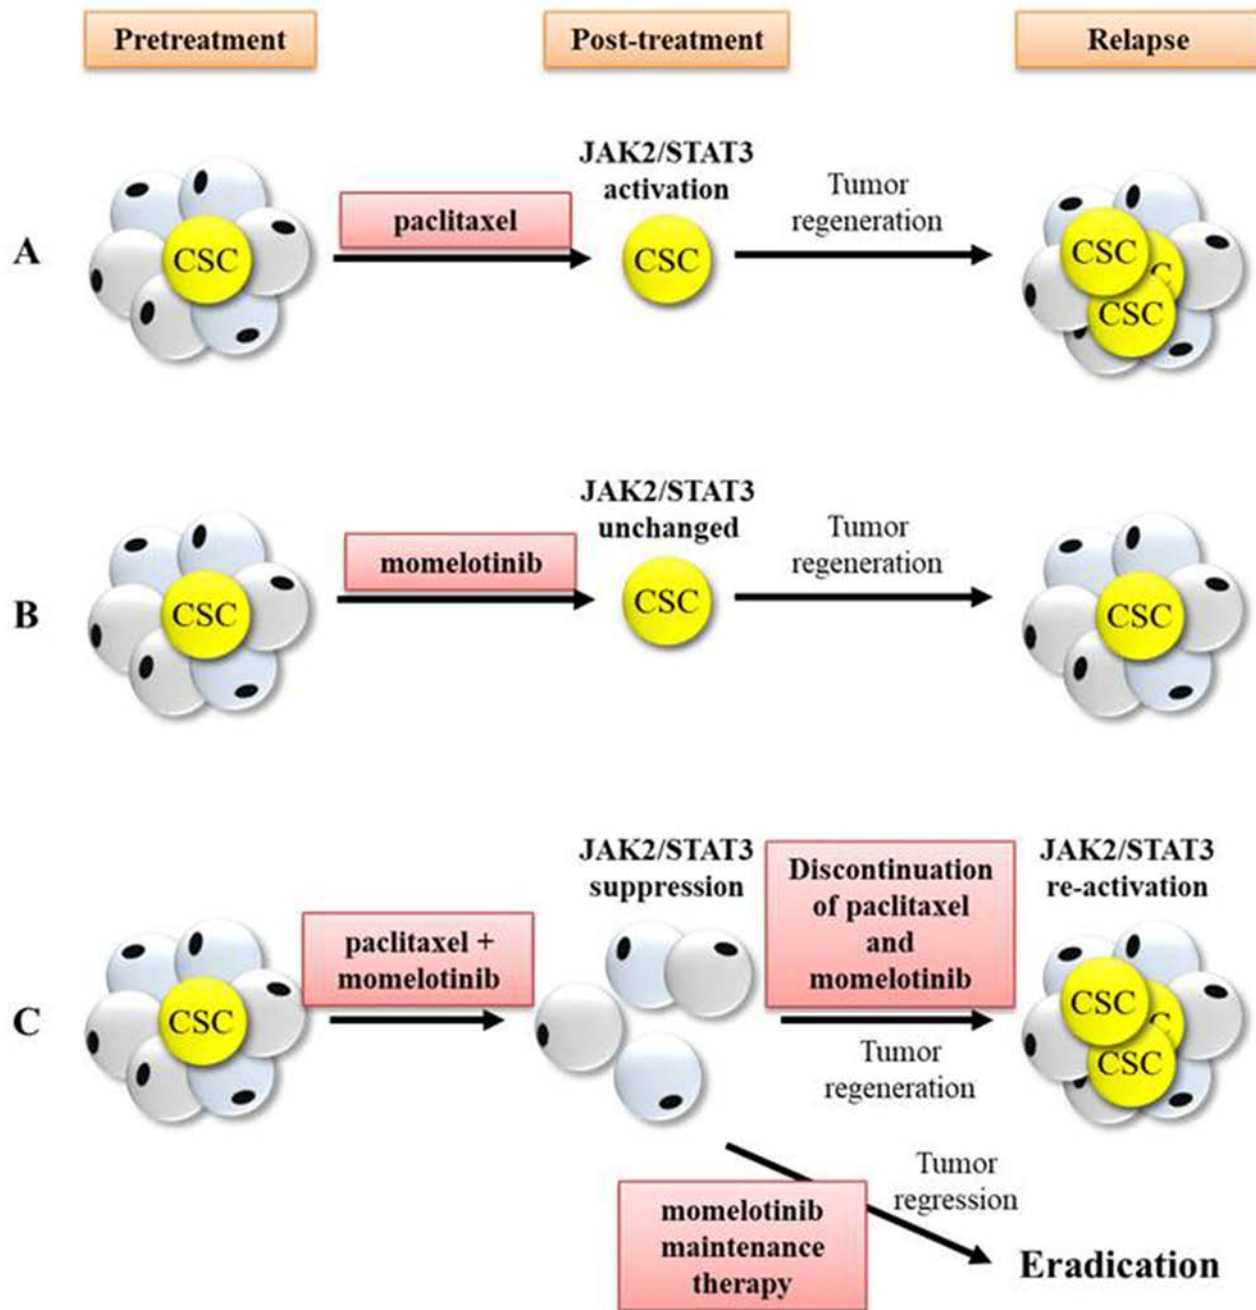 Pretreatment
Post-treatment
Relapse
A
CSC
paclitaxel
JAK2/STAT3
activation
CSC
Tumor
regeneration
CSC
C
CSC
B
CSC
momelotinib
JAK2/STAT3
unchanged
CSC
Tumor
regeneration
CSC
C
CSC
paclitaxel +
momelotinib
JAK2/STAT3
suppression
Discontinuation
of paclitaxel
and
momelotinib
Tumor
regeneration
JAK2/STAT3
re-activation
CSC
C
CSC
momelotinib
maintenance
therapy
Tumor
regression
Eradication